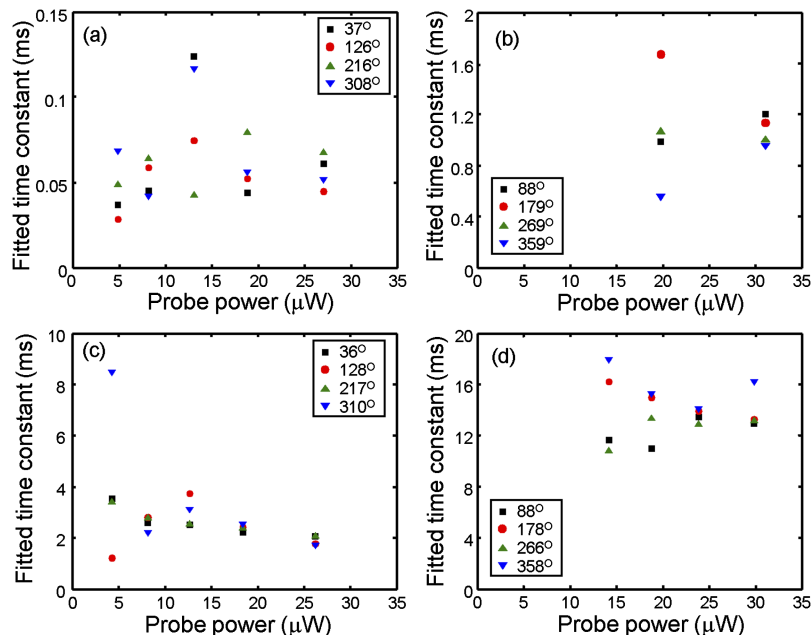 (a)
37°
126°
216°
308°
Fitted time constant (ms)
0.15
0.1
0.05
0
0 5 10 15 20 25 30 35
Probe power (μW)
(b)
88°
179°
269°
359°
Fitted time constant (ms)
2
1.6
1.2
0.8
0.4
0
0 5 10 15 20 25 30 35
Probe power (μW)
(c)
36°
128°
217°
310°
Fitted time constant (ms)
10
8
6
4
2
0
0 5 10 15 20 25 30 35
Probe power (μW)
(d)
88°
178°
266°
358°
Fitted time constant (ms)
20
16
12
8
4
0
0 5 10 15 20 25 30 35
Probe power (μW)